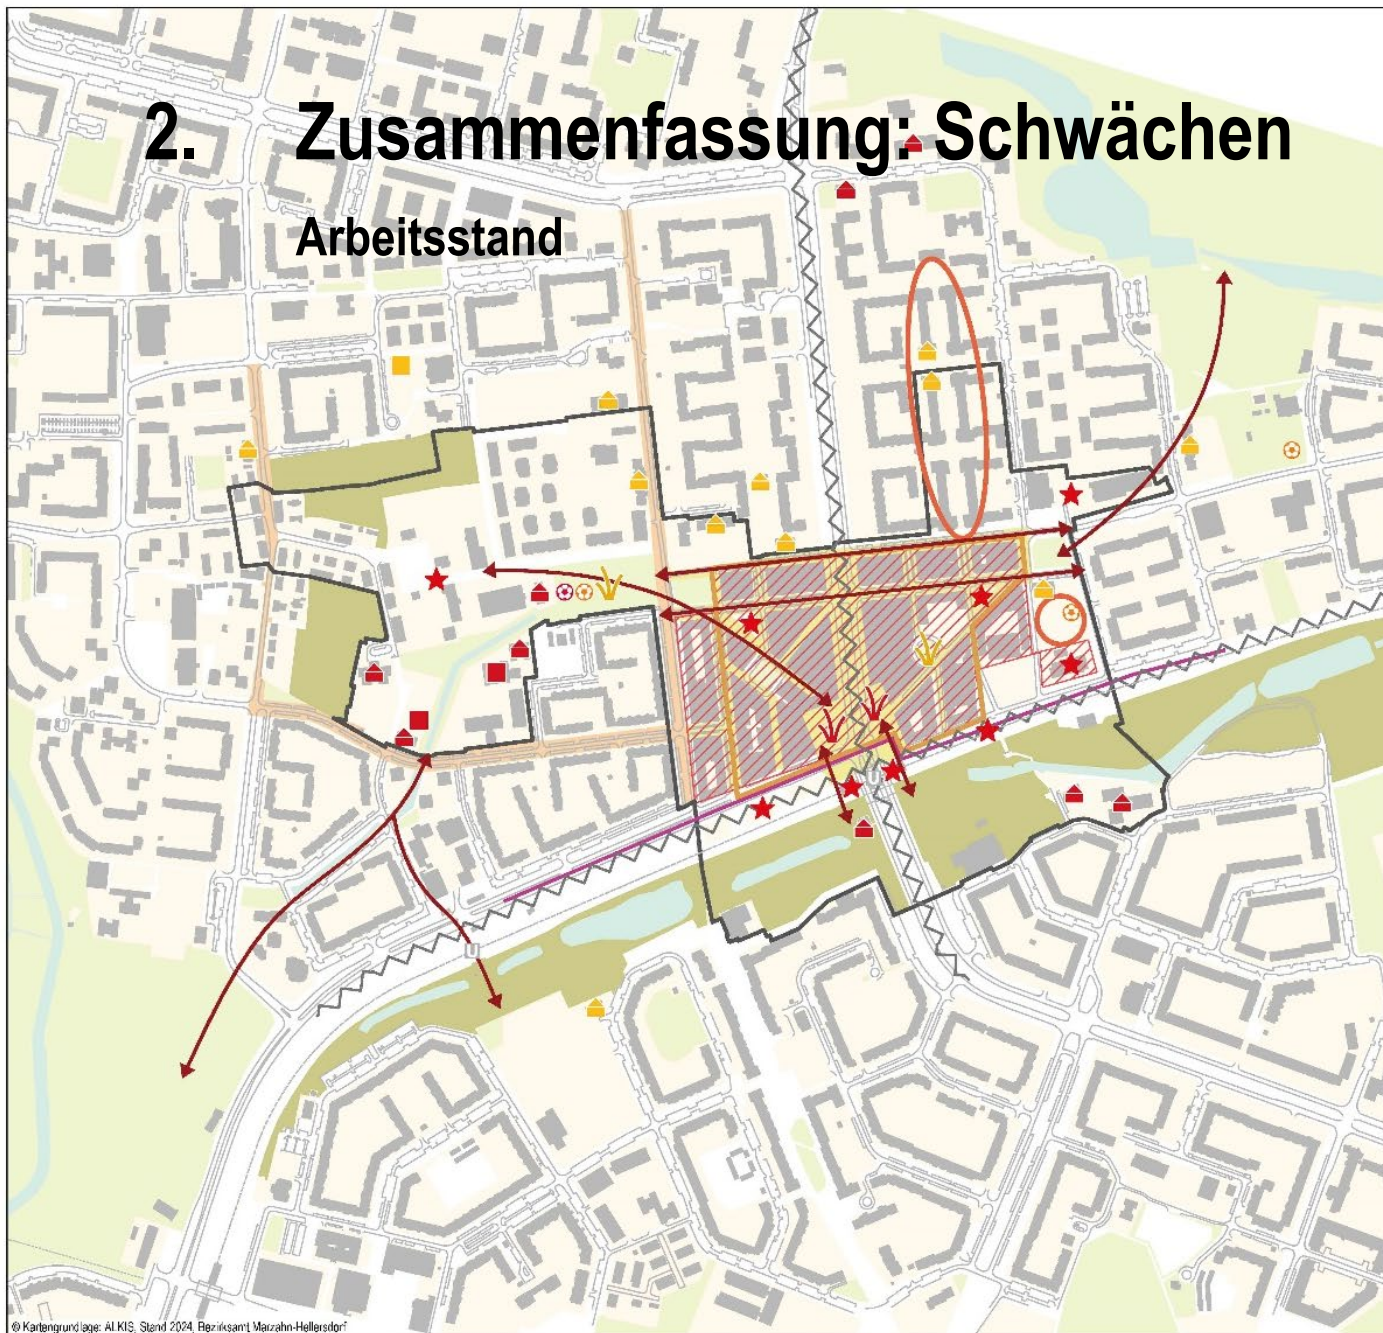 2. Zusammenfassung: Schwächen
Arbeitsstand
U
U
© Kartengrundlage: ALKIS, Stand 2024, Bezirksamt Marzahn-Hellersdorf